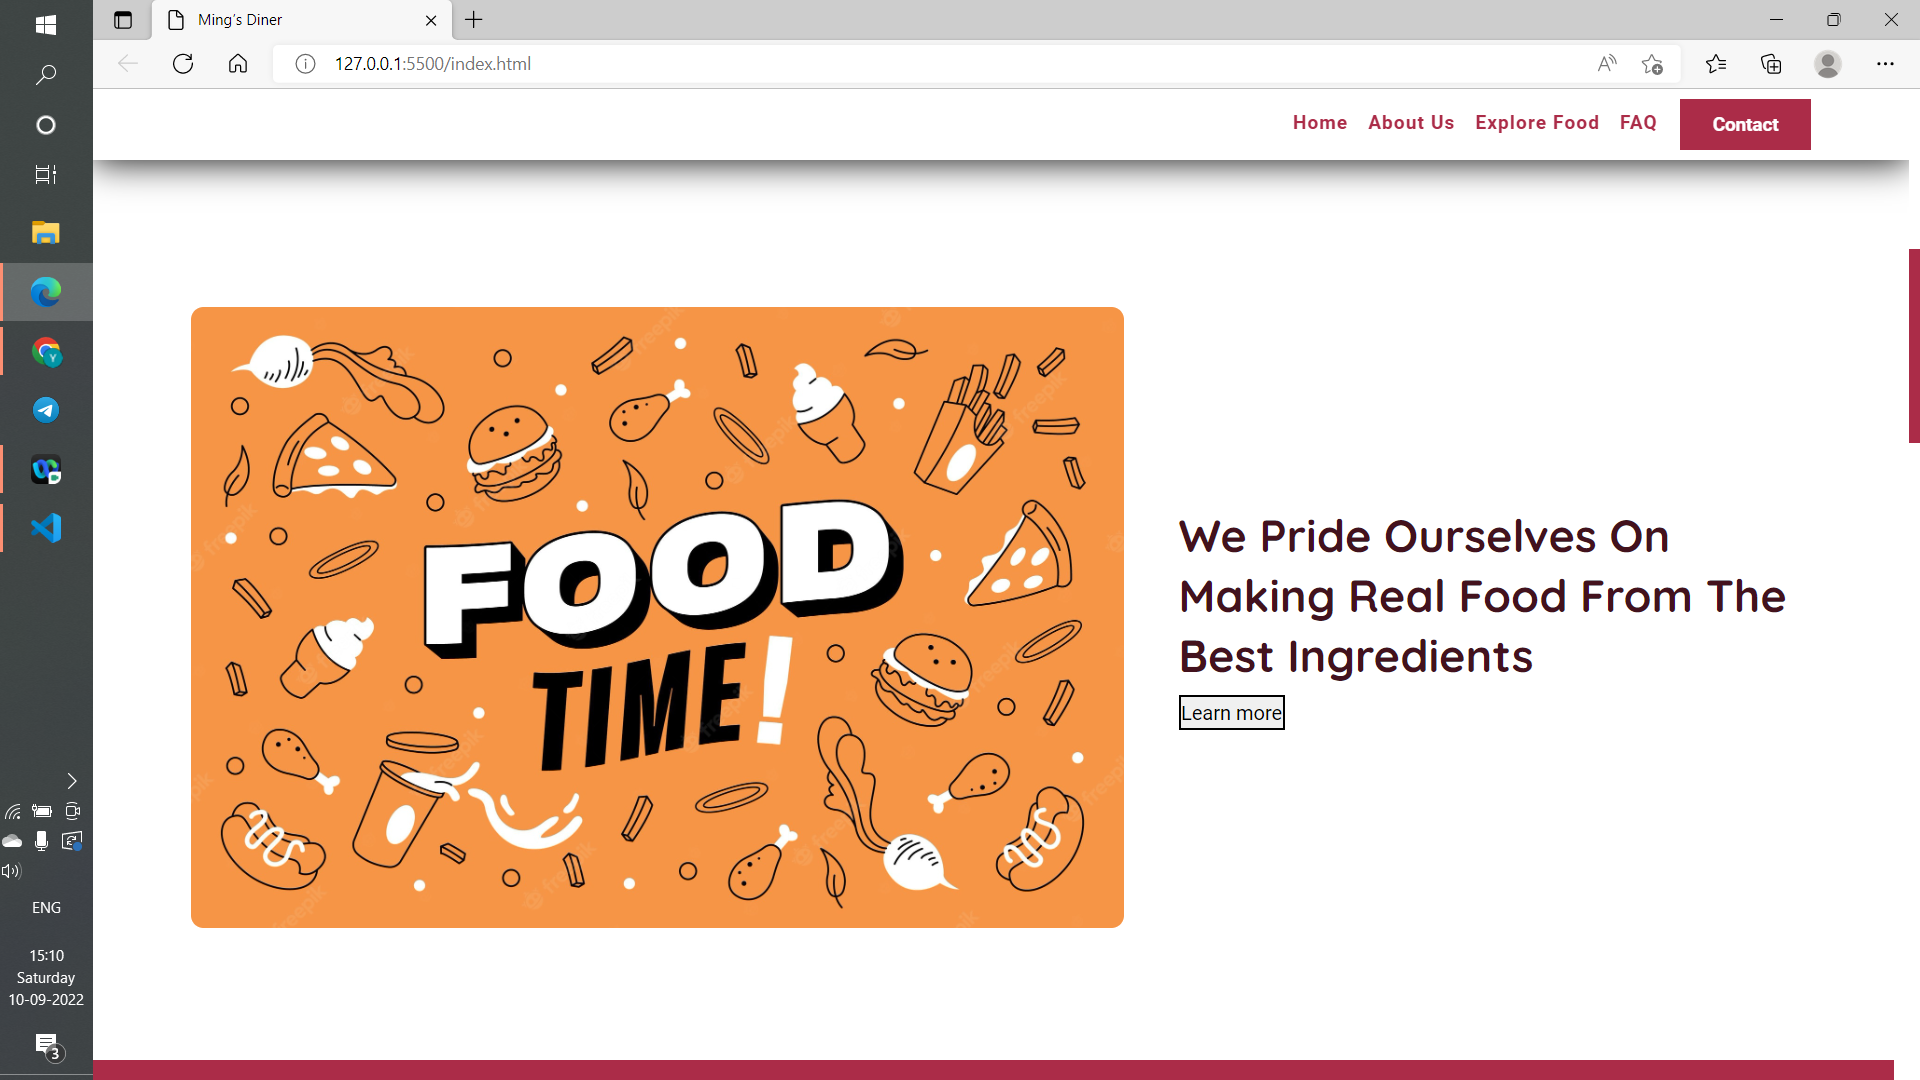 Ming's Diner
127.0.0.1:5500/index.html
Home About Us Explore Food FAQ Contact
FOOD
TIME!
We Pride Ourselves On
Making Real Food From The
Best Ingredients
Learn more
ENG
15:10
Saturday
10-09-2022
3